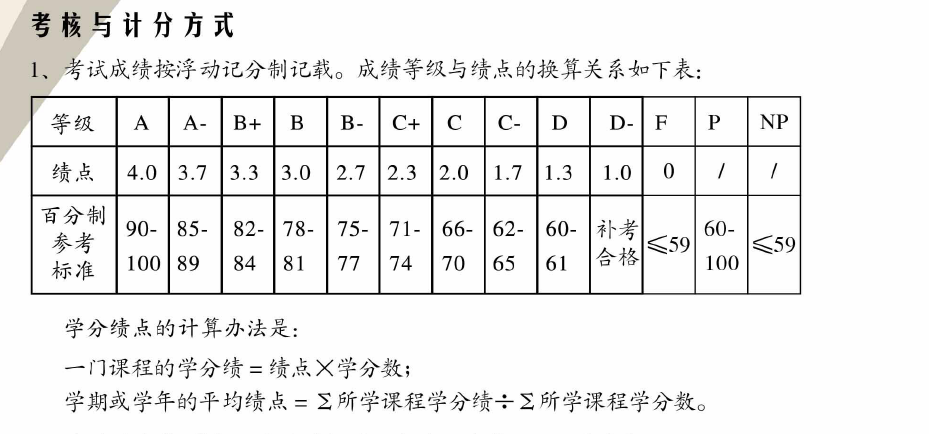 考核与计分方式
1、考试成绩按浮动记分制记载。成绩等级与绩点的换算关系如下表：
等级 A A- B+ B B- C+ C C- D D- F P NP
绩点 4.0 3.7 3.3 3.0 2.7 2.3 2.0 1.7 1.3 1.0 0 / /
百分制参考标准 90-100 85-89 82-84 78-81 75-77 71-74 66-70 62-65 60-61 补考合格 ≤59 60-100 ≤59
学分绩点的计算办法是：
一门课程的学分绩=绩点×学分数；
学期或学年的平均绩点=Σ所学课程学分绩÷Σ所学课程学分数。